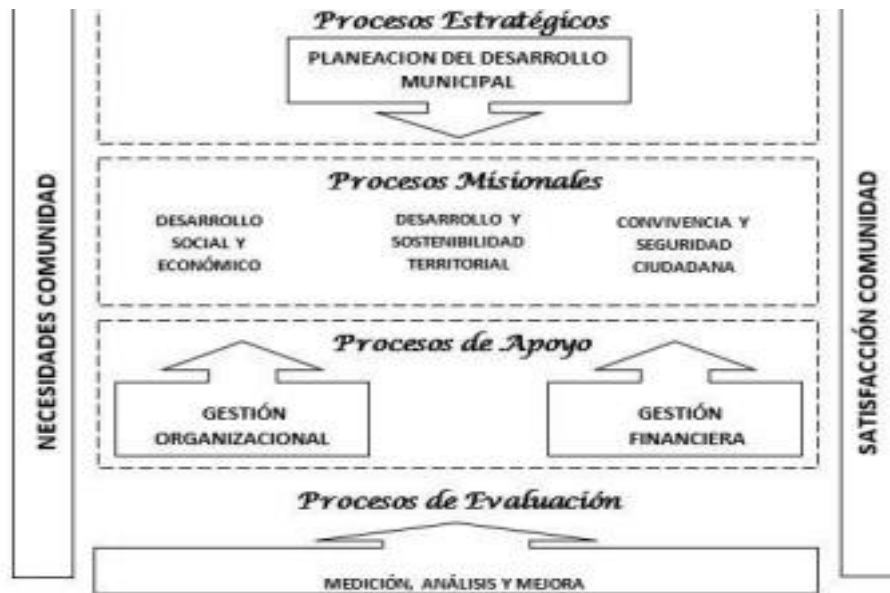 Procesos Estratégicos
PLANEACION DEL DESARROLLO
MUNICIPAL
NECESIDADES COMUNIDAD
Procesos Misionales
DESARROLLO
SOCIAL Y
ECONÓMICO
DESARROLLO Y
SOSTENIBILIDAD
TERRITORIAL
CONVIVENCIA Y
SEGURIDAD
CIUDADANA
Procesos de Apoyo
GESTIÓN
ORGANIZACIONAL
GESTIÓN
FINANCIERA
Procesos de Evaluación
MEDICIÓN, ANÁLISIS Y MEJORA
SATISFACCIÓN COMUNIDAD